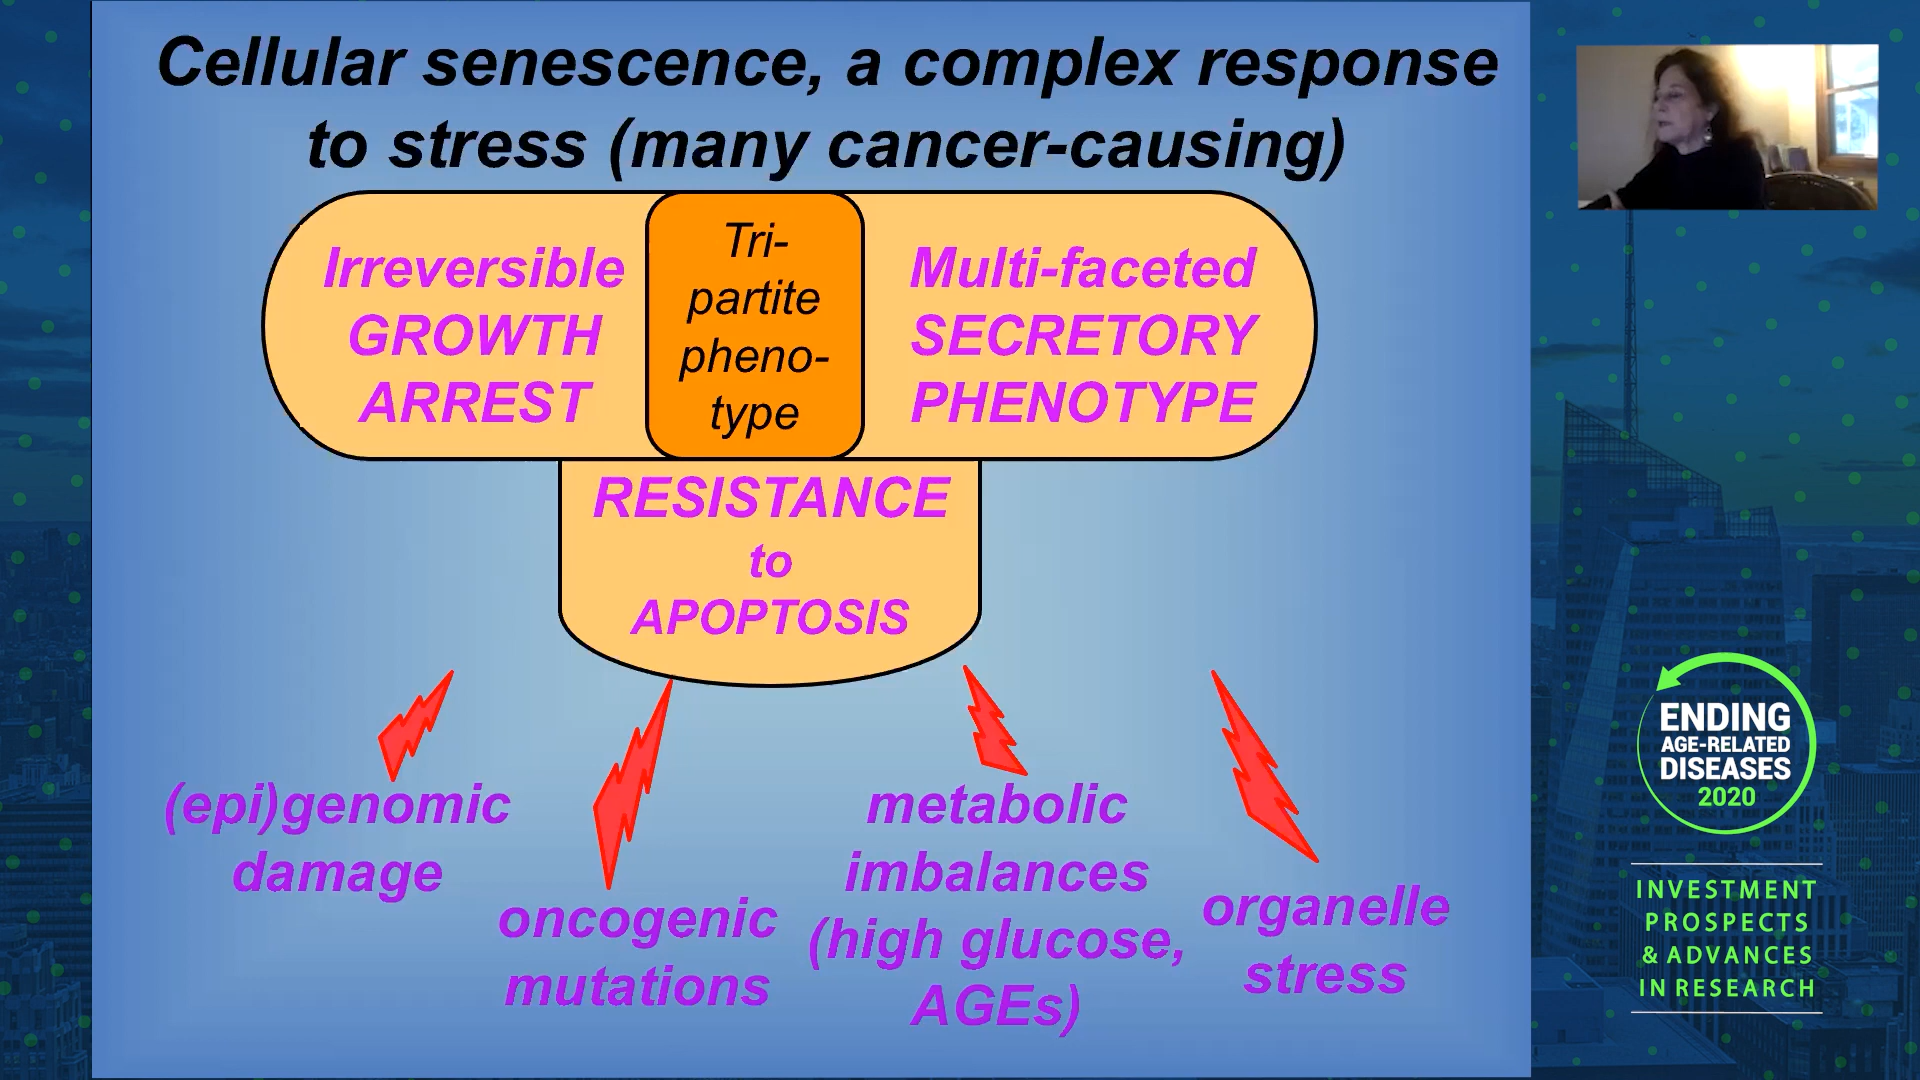 Cellular senescence, a complex response
to stress (many cancer-causing)
Irreversible
GROWTH
ARREST
Tri-
partite
pheno-
type
Multi-faceted
SECRETORY
PHENOTYPE
RESISTANCE
to
APOPTOSIS
(epi)genomic
damage
oncogenic
mutations
metabolic
imbalances
(high glucose,
AGEs)
organelle
stress
ENDING
AGE-RELATED
DISEASES
2020
INVESTMENT
PROSPECTS
& ADVANCES
IN RESEARCH